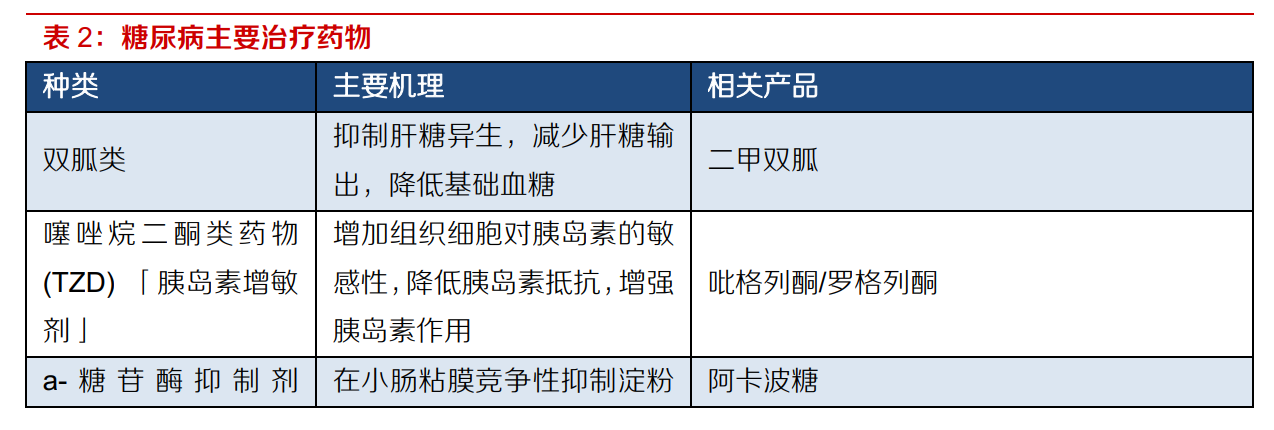 表 2：糖尿病主要治疗药物
种类 主要机理 相关产品
双胍类
抑制肝糖异生，减少肝糖输
出，降低基础血糖
二甲双胍
噻唑烷二酮类药物
(TZD)「胰岛素增敏
剂」
增加组织细胞对胰岛素的敏
感性，降低胰岛素抵抗，增强
胰岛素作用
吡格列酮/罗格列酮
a-糖苷酶抑制剂
在小肠粘膜竞争性抑制淀粉
阿卡波糖